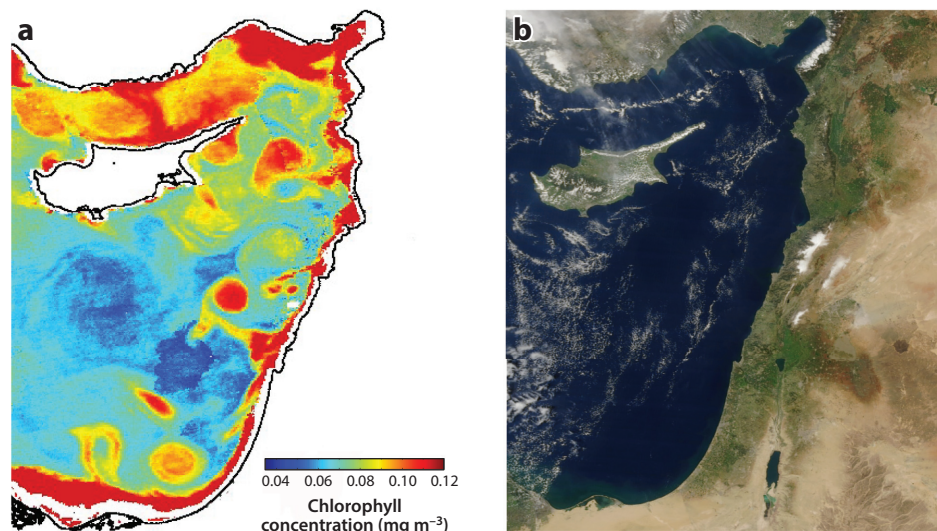 a
b
0.04 0.06 0.08 0.10 0.12
Chlorophyll
concentration (mg m⁻³)